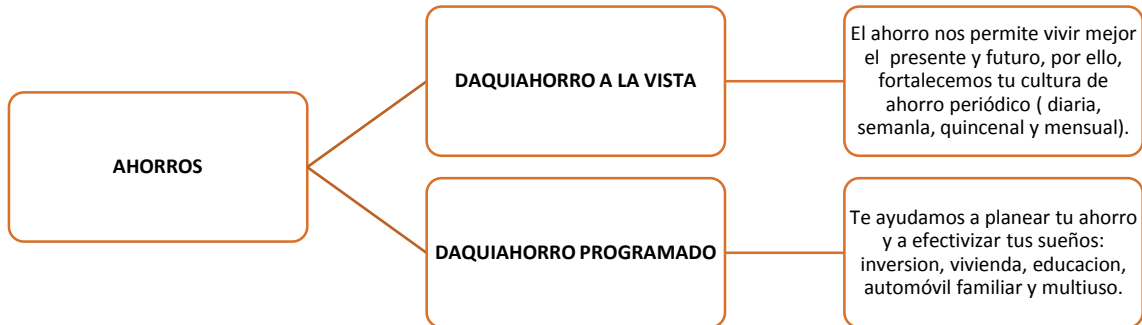 AHORROS
DAQUIAHORRO A LA VISTA
El ahorro nos permite vivir mejor
el presente y futuro, por ello,
fortalecemos tu cultura de
ahorro periódico ( diaria,
semanla, quincenal y mensual).
DAQUIAHORRO PROGRAMADO
Te ayudamos a planear tu ahorro
y a efectivizar tus sueños:
inversion, vivienda, educacion,
automóvil familiar y multiuso.